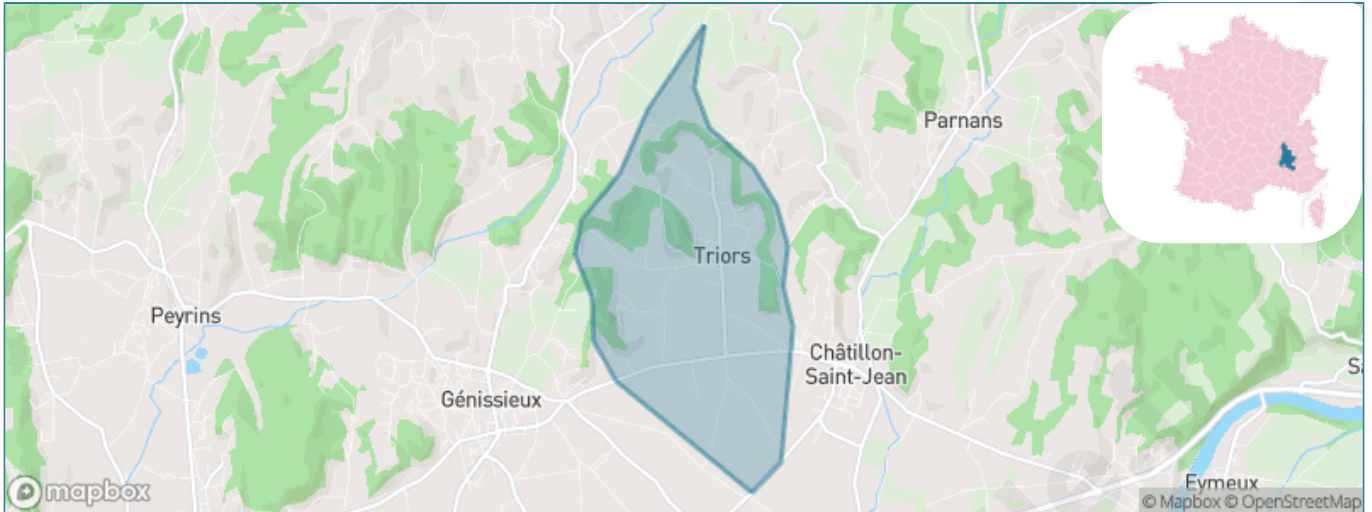 Parnans
Triors
Peyrins
Châtillon-
Saint-Jean
Génissieux
Eymeux
mapbox
© Mapbox © OpenStreetMap